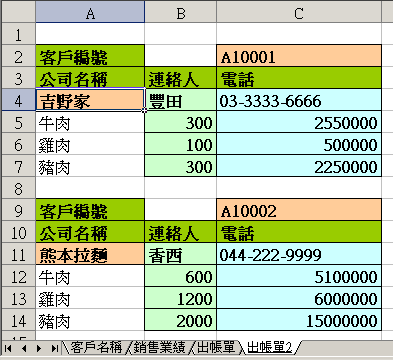 A B C
1
2 客戶編號 A10001
3 公司名稱 連絡人 電話
4 吉野家 豐田 03-3333-6666
5 牛肉 300 2550000
6 雞肉 100 500000
7 豬肉 300 2250000
8
9 客戶編號 A10002
10 公司名稱 連絡人 電話
11 熊本拉麵 香西 044-222-9999
12 牛肉 600 5100000
13 雞肉 1200 6000000
14 豬肉 2000 15000000
客戶名稱 銷售業績 出帳單 出帳單2